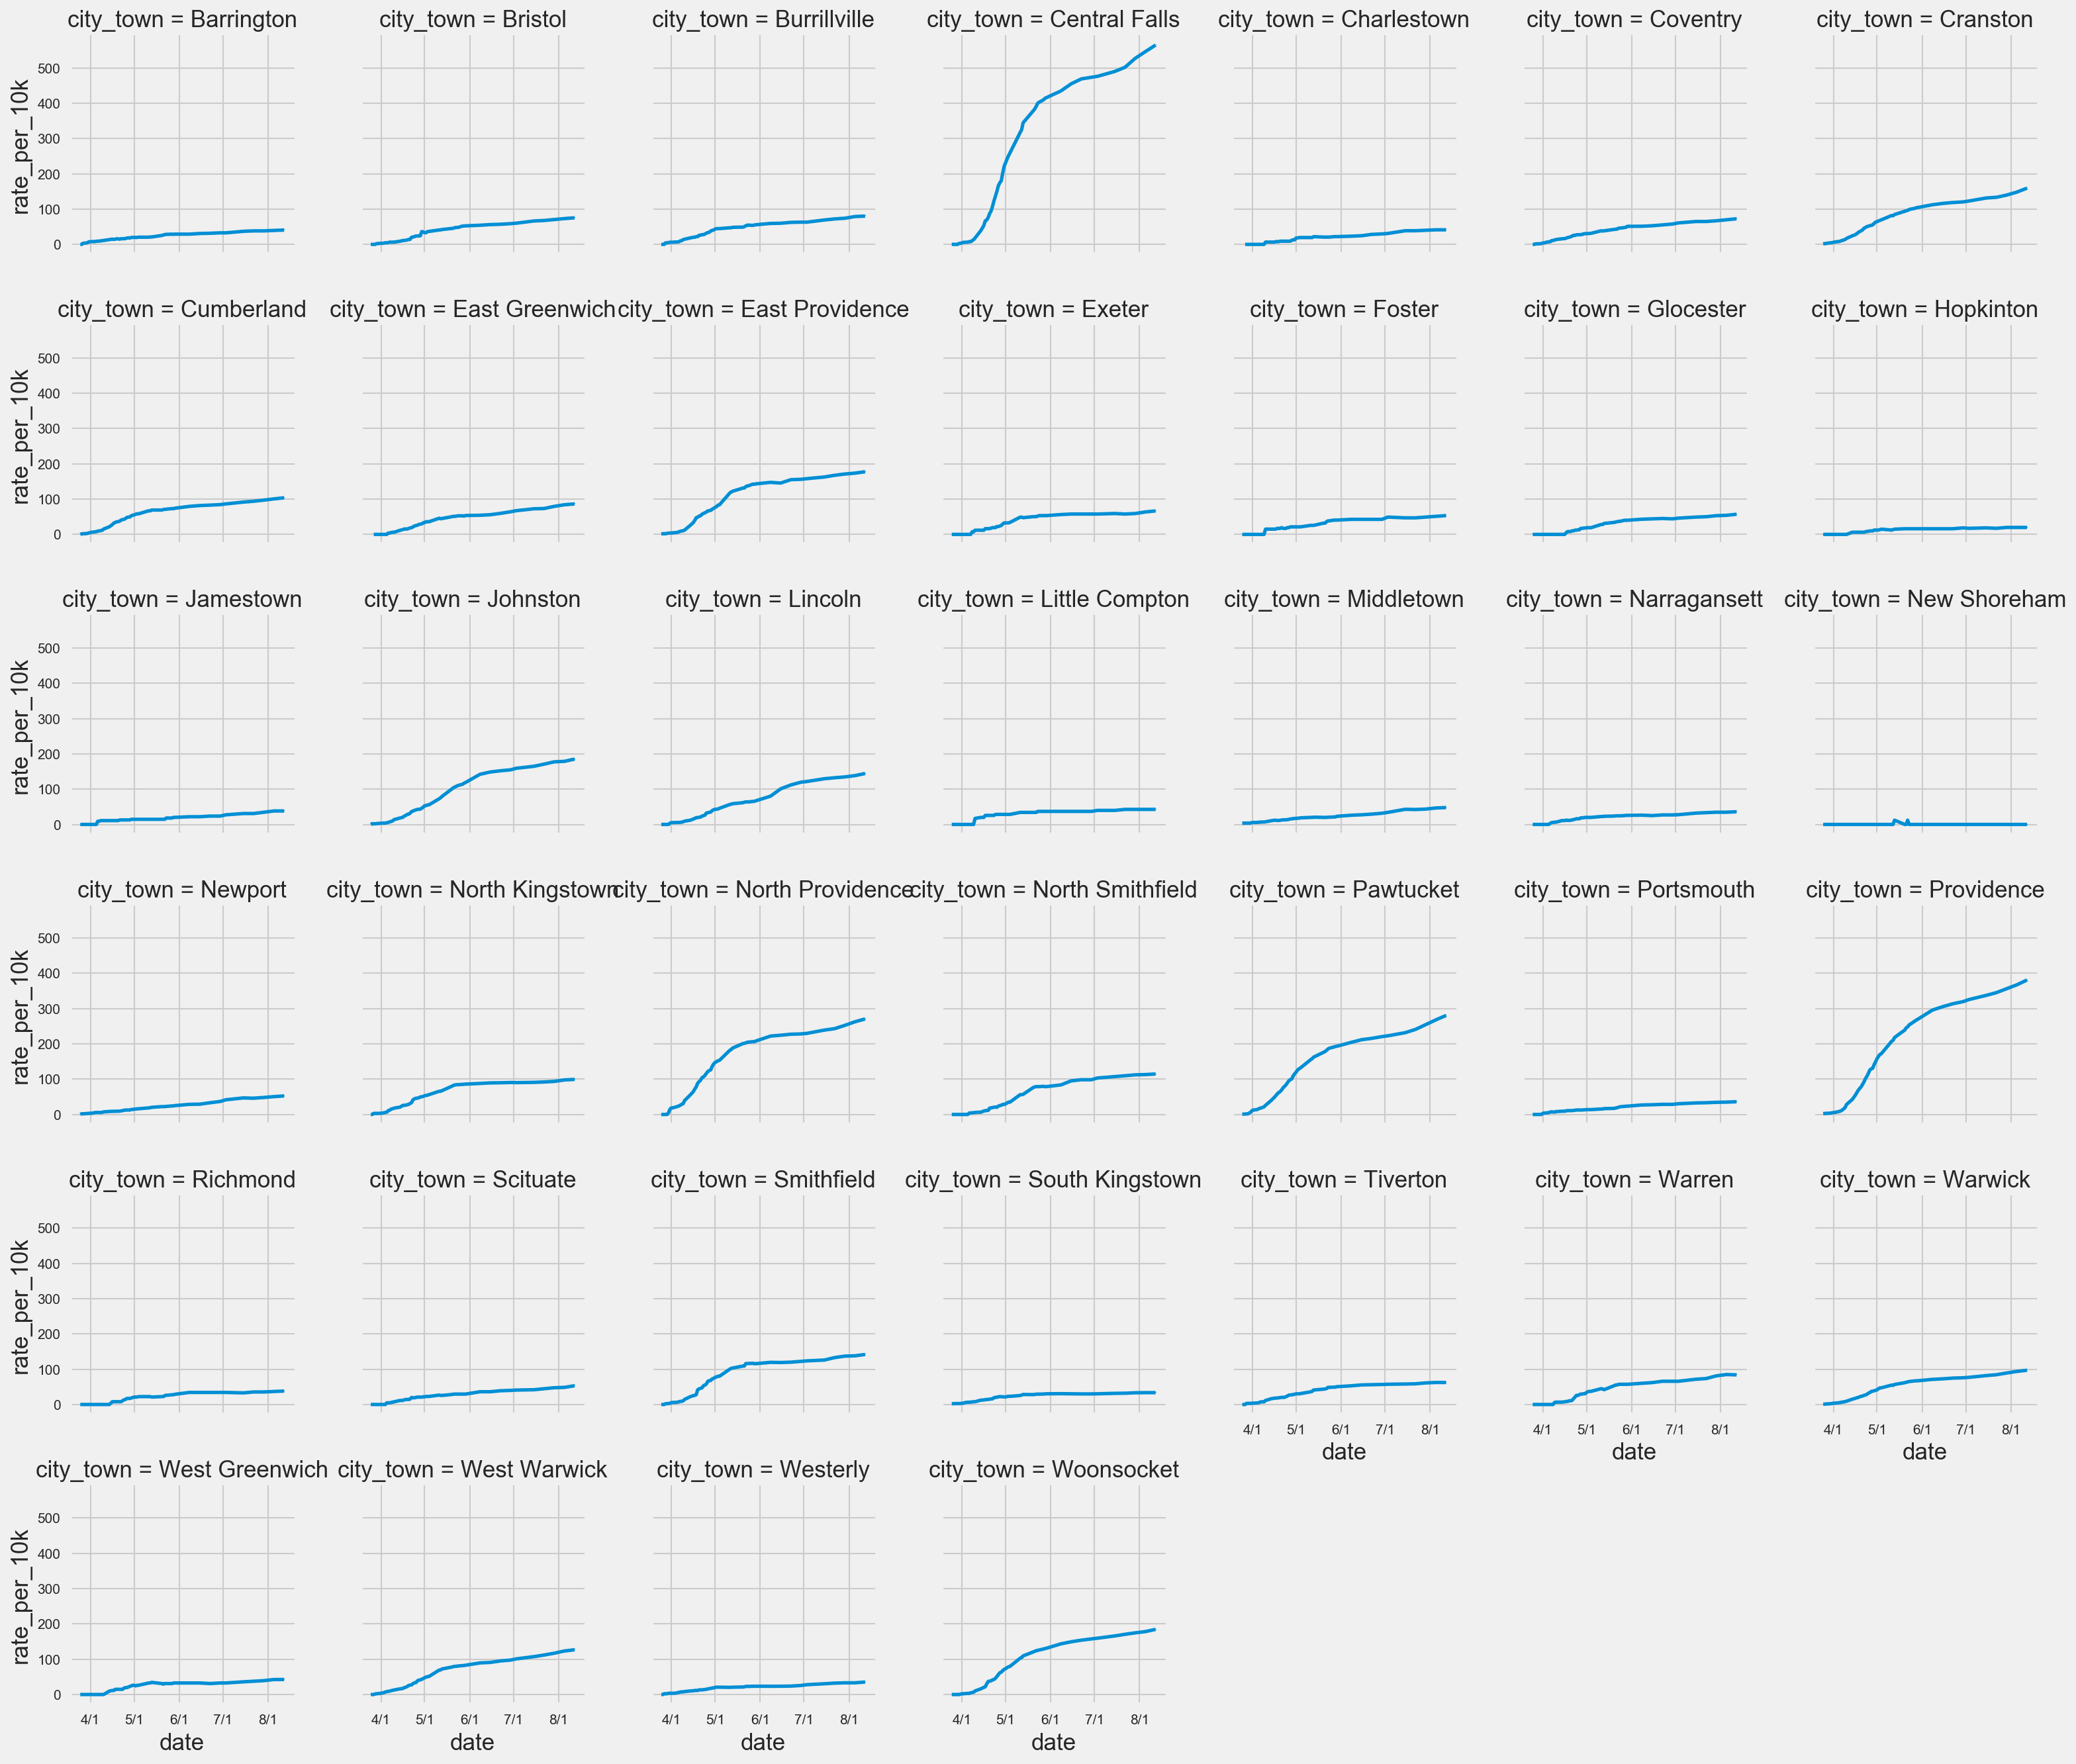 city_town = Barrington
city_town = Bristol
city_town = Burrillville
city_town = Central Falls
city_town = Charlestown
city_town = Coventry
city_town = Cranston
rate_per_10k
500
400
300
200
100
0
city_town = Cumberland
city_town = East Greenwich
city_town = East Providence
city_town = Exeter
city_town = Foster
city_town = Glocester
city_town = Hopkinton
rate_per_10k
500
400
300
200
100
0
city_town = Jamestown
city_town = Johnston
city_town = Lincoln
city_town = Little Compton
city_town = Middletown
city_town = Narragansett
city_town = New Shoreham
rate_per_10k
500
400
300
200
100
0
city_town = Newport
city_town = North Kingstown
city_town = North Providence
city_town = North Smithfield
city_town = Pawtucket
city_town = Portsmouth
city_town = Providence
rate_per_10k
500
400
300
200
100
0
city_town = Richmond
city_town = Scituate
city_town = Smithfield
city_town = South Kingstown
city_town = Tiverton
city_town = Warren
city_town = Warwick
rate_per_10k
500
400
300
200
100
0
4/1 5/1 6/1 7/1 8/1
date
4/1 5/1 6/1 7/1 8/1
date
4/1 5/1 6/1 7/1 8/1
date
city_town = West Greenwich
city_town = West Warwick
city_town = Westerly
city_town = Woonsocket
rate_per_10k
500
400
300
200
100
0
4/1 5/1 6/1 7/1 8/1
date
4/1 5/1 6/1 7/1 8/1
date
4/1 5/1 6/1 7/1 8/1
date
4/1 5/1 6/1 7/1 8/1
date